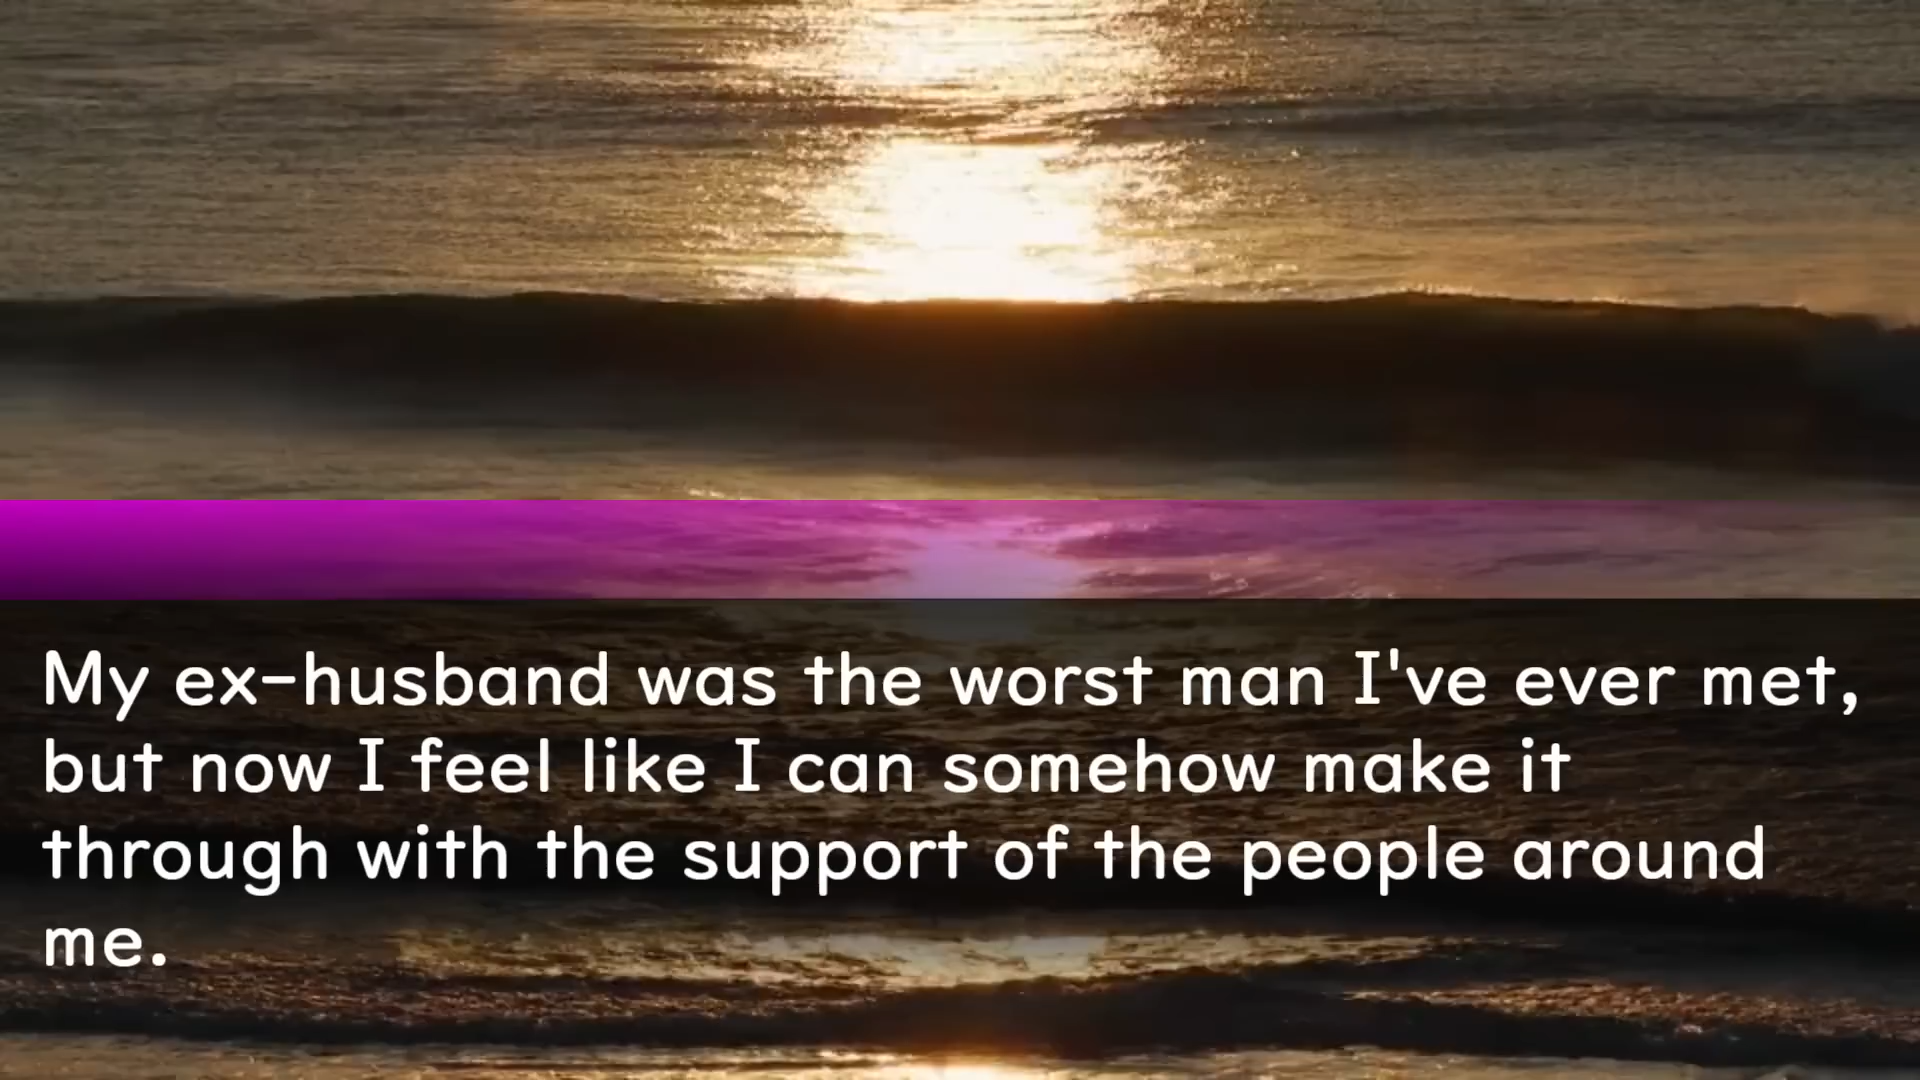 My ex-husband was the worst man I've ever met,
but now I feel like I can somehow make it
through with the support of the people around
me.